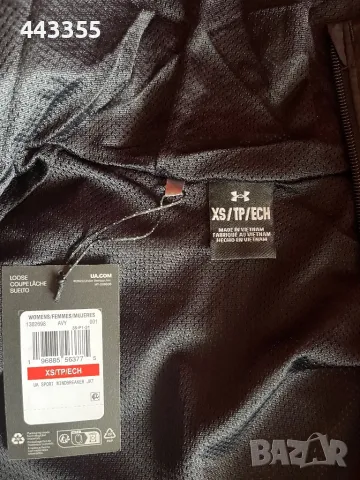 443355
XS/TP/ECH
MADE IN VIETNAM
FABRIQUÉ AU VIETNAM
HECHO EN VIETNAM
LOOSE
COUPE LÂCHE
SUELTO
UA.COM
WOMENS/FEMMES/MUJERES
001
XS/TP/ECH
UA SPORT WINDBREAKER JKT
bazar